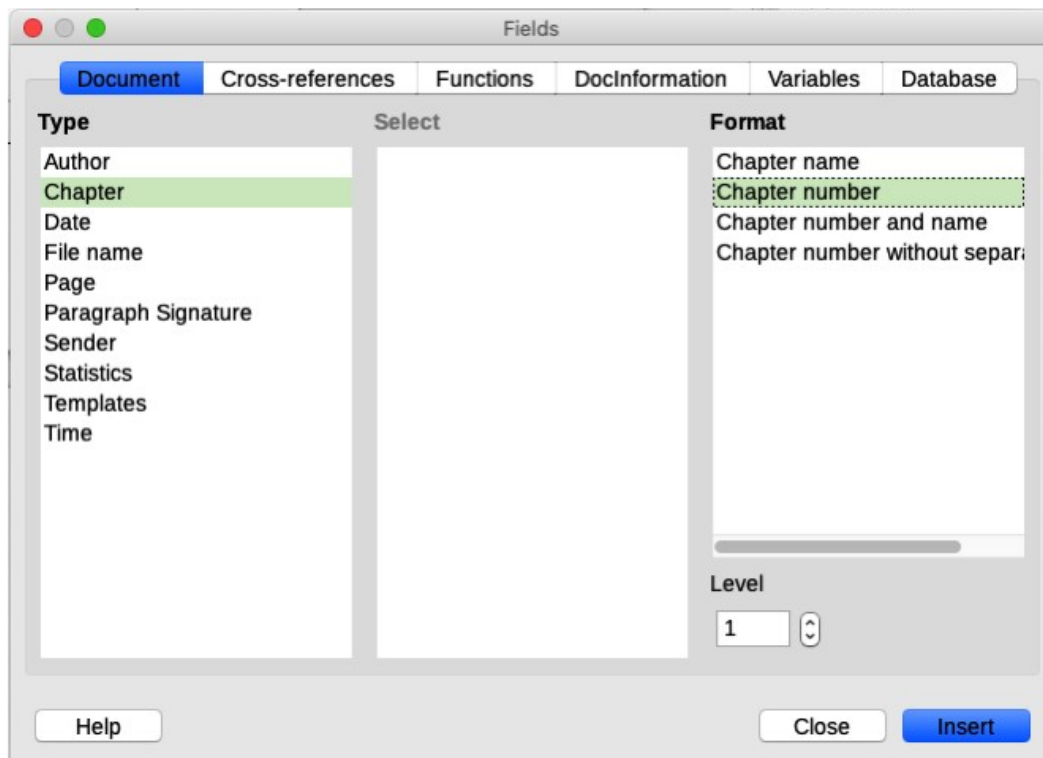 Fields
Document Cross-references Functions DocInformation Variables Database
Type Select Format
Author
Chapter
Date
File name
Page
Paragraph Signature
Sender
Statistics
Templates
Time
Chapter name
Chapter number
Chapter number and name
Chapter number without separa
Level
1
Help Close Insert